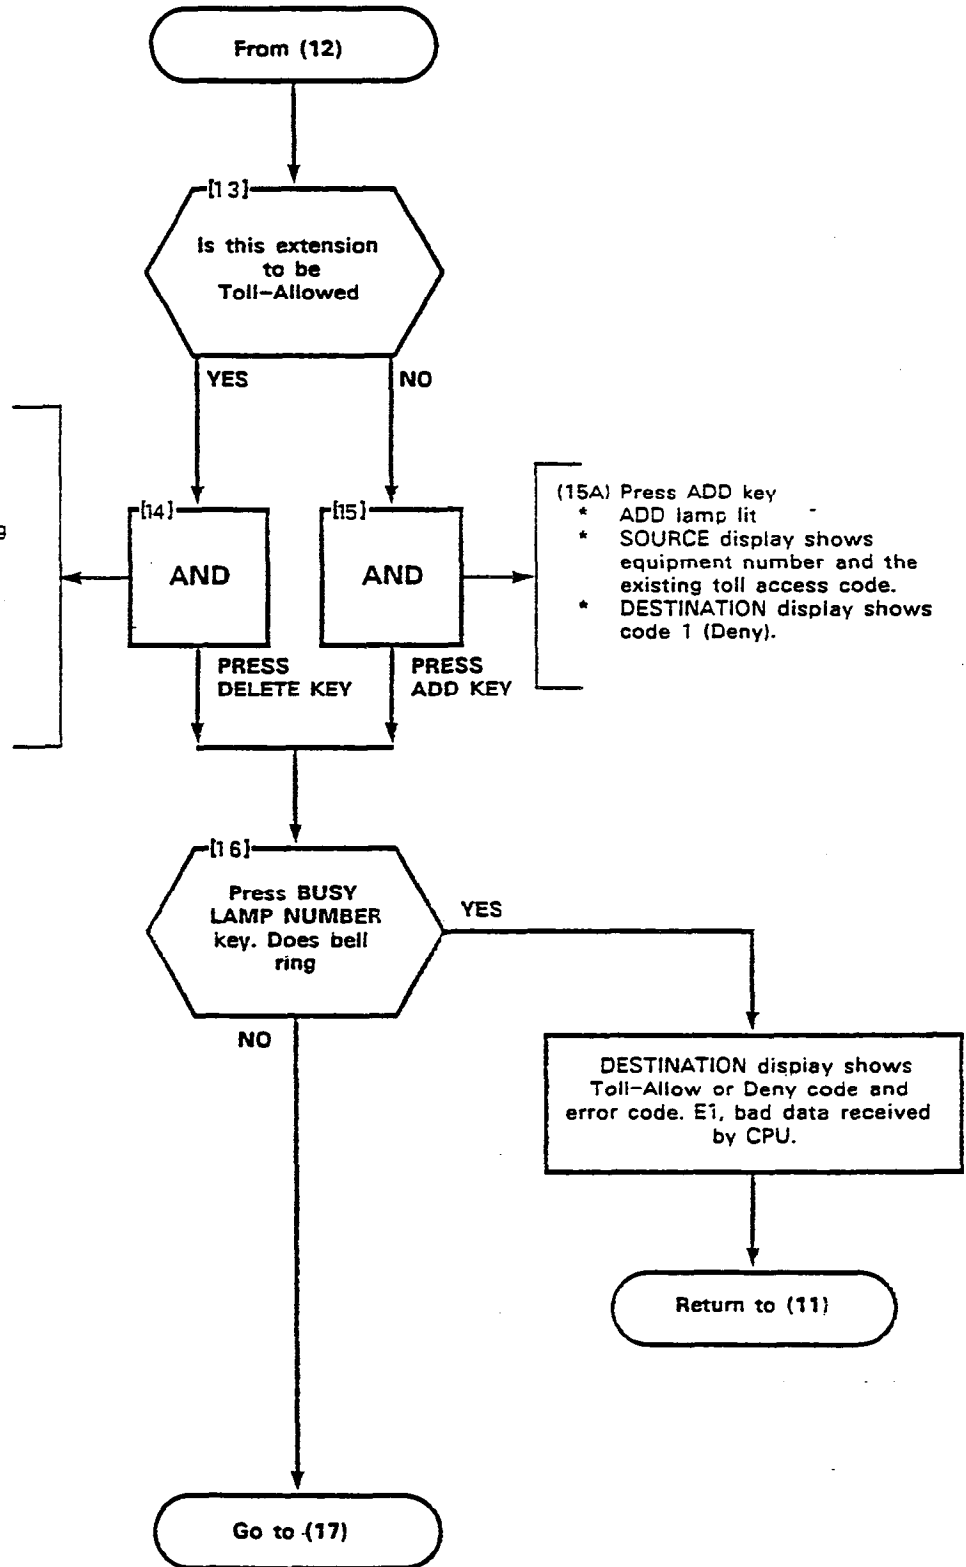 From (12)
[13]
Is this extension
to be
Toll-Allowed
YES
NO
[14]
AND
[15]
AND
(15A) Press ADD key
* ADD lamp lit
* SOURCE display shows
equipment number and the
existing toll access code.
* DESTINATION display shows
code 1 (Deny).
g
PRESS
DELETE KEY
PRESS
ADD KEY
[16]
Press BUSY
LAMP NUMBER
key. Does bell
ring
YES
NO
DESTINATION display shows
Toll-Allow or Deny code and
error code. E1, bad data received
by CPU.
Return to (11)
Go to (17)